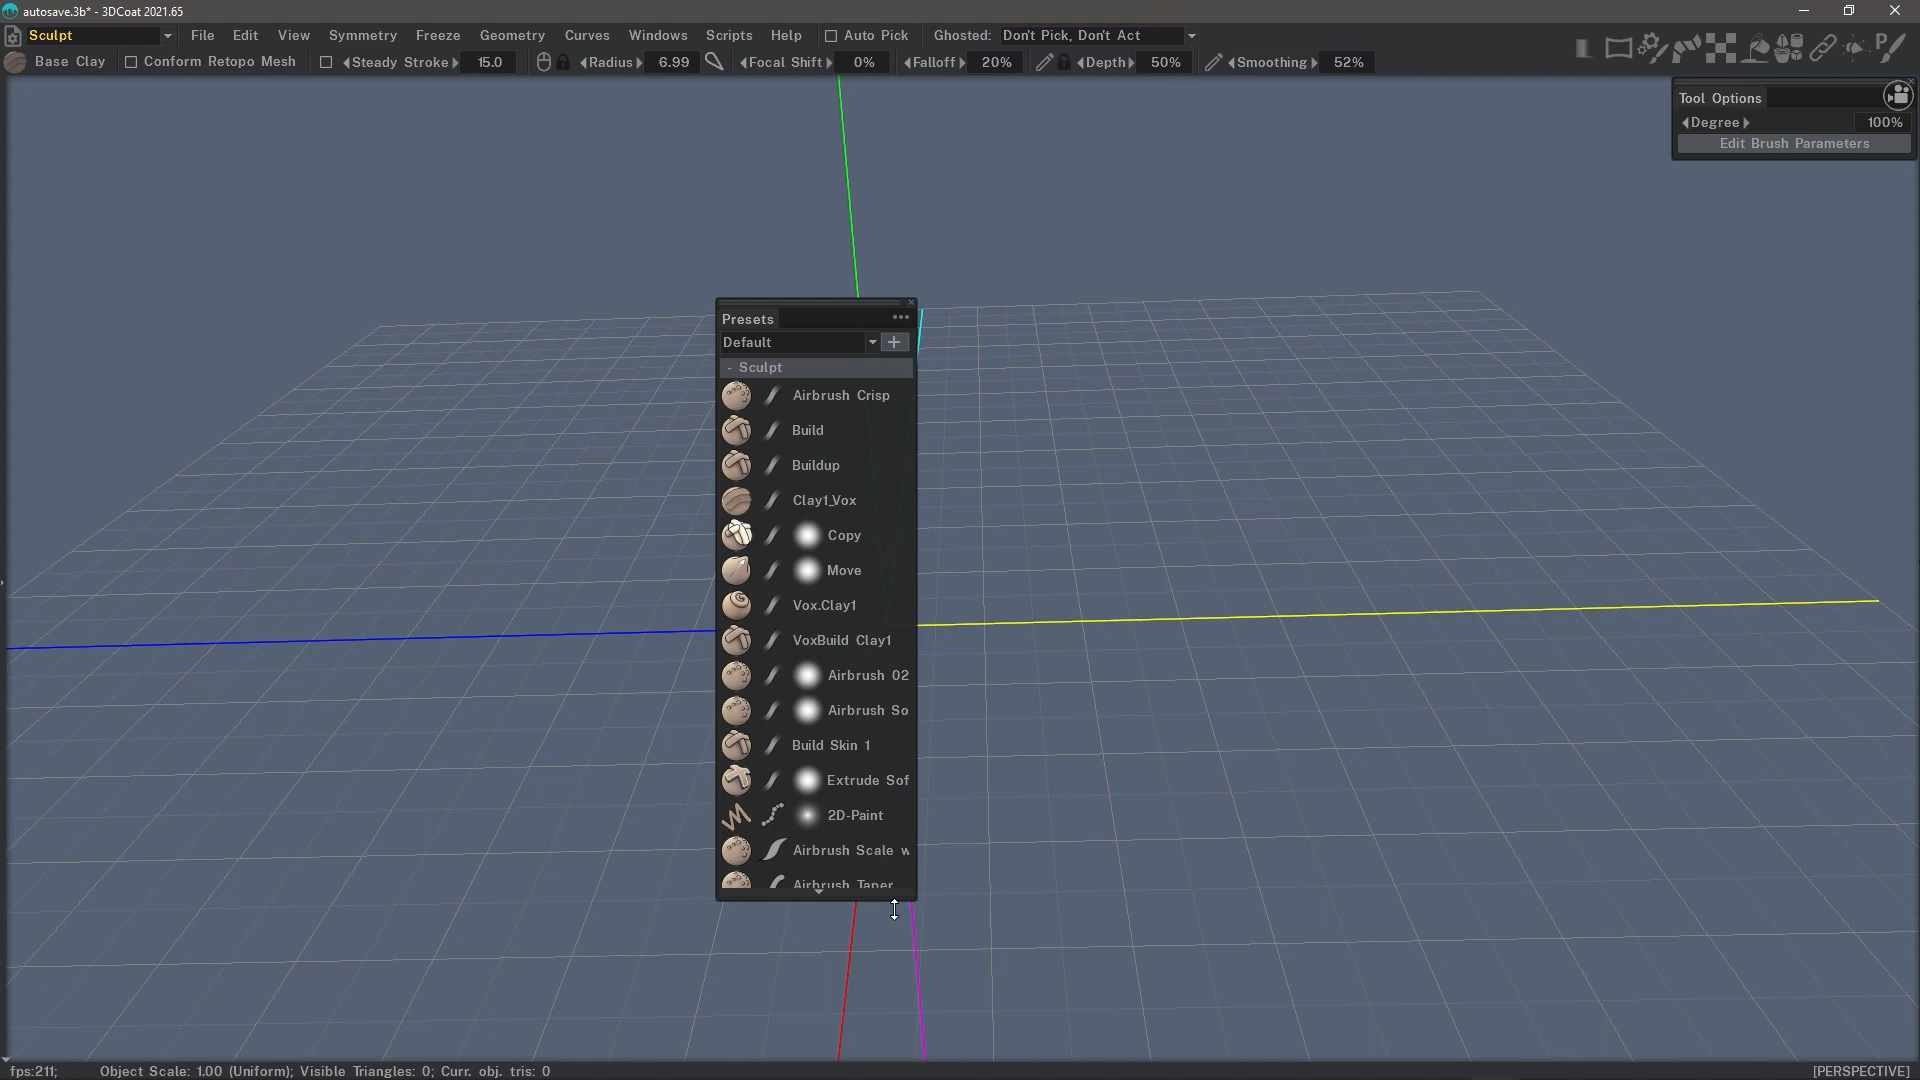 autosave.3b* - 3DCoat 2021.65
Sculpt File Edit View Symmetry Freeze Geometry Curves Windows Scripts Help Auto Pick Ghosted: Don't Pick, Don't Act
Base Clay Conform Retopo Mesh Steady Stroke 15.0 Radius 6.99 Focal Shift 0% Falloff 20% Depth 50% Smoothing 52%
Tool Options
Degree 100%
Edit Brush Parameters
Presets
Default
- Sculpt
Airbrush Crisp
Build
Buildup
Clay1_Vox
Copy
Move
Vox.Clay1
VoxBuild Clay1
Airbrush 02
Airbrush So
Build Skin 1
Extrude Sof
2D-Paint
Airbrush Scale w
Airbrush Taper
fps:211; Object Scale: 1.00 (Uniform); Visible Triangles: 0; Curr. obj. tris: 0 [PERSPECTIVE]